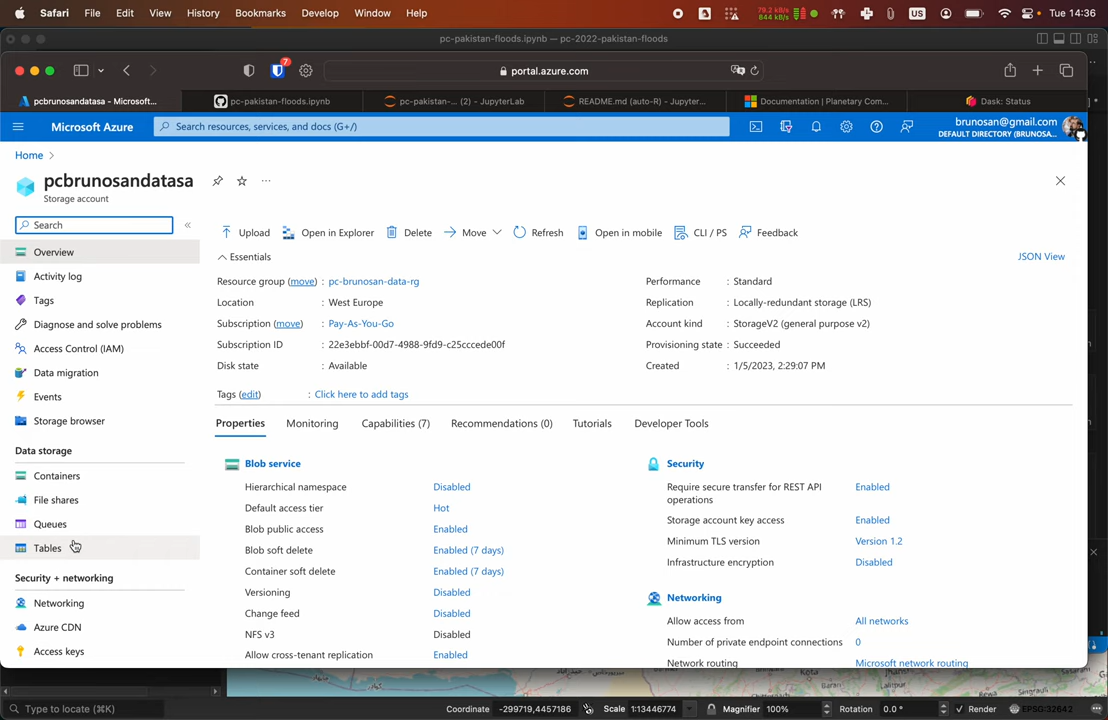 Safari File Edit View History Bookmarks Develop Window Help
79.2 kB/s
844 kB/s
US
Tue 14:36
pc-pakistan-floods.ipynb — pc-2022-pakistan-floods
7
portal.azure.com
pcbrunosandatasa - Microsoft...
pc-pakistan-floods.ipynb
pc-pakistan-... (2) - JupyterLab
README.md (auto-R) - Jupyter...
Documentation | Planetary Com...
Dask: Status
Microsoft Azure
Search resources, services, and docs (G+/)
brunosan@gmail.com
DEFAULT DIRECTORY (BRUNOSA...
Home
pcbrunosandatasa
Storage account
Search
«
Upload Open in Explorer Delete Move Refresh Open in mobile CLI / PS Feedback
Essentials
JSON View
Resource group (move) : pc-brunosan-data-rg
Location : West Europe
Subscription (move) : Pay-As-You-Go
Subscription ID : 22e3ebbf-00d7-4988-9fd9-c25cccede00f
Disk state : Available
Performance : Standard
Replication : Locally-redundant storage (LRS)
Account kind : StorageV2 (general purpose v2)
Provisioning state : Succeeded
Created : 1/5/2023, 2:29:07 PM
Tags (edit) : Click here to add tags
Overview
Activity log
Tags
Diagnose and solve problems
Access Control (IAM)
Data migration
Events
Storage browser
Data storage
Containers
File shares
Queues
Tables
Security + networking
Networking
Azure CDN
Access keys
Properties Monitoring Capabilities (7) Recommendations (0) Tutorials Developer Tools
Blob service
Hierarchical namespace Disabled
Default access tier Hot
Blob public access Enabled
Blob soft delete Enabled (7 days)
Container soft delete Enabled (7 days)
Versioning Disabled
Change feed Disabled
NFS v3 Disabled
Allow cross-tenant replication Enabled
Security
Require secure transfer for REST API operations Enabled
Storage account key access Enabled
Minimum TLS version Version 1.2
Infrastructure encryption Disabled
Networking
Allow access from All networks
Number of private endpoint connections 0
Network routing Microsoft network routing
Type to locate (⌘K)
Coordinate -299719,4457186
Scale 1:13446774
Magnifier 100%
Rotation 0.0 °
Render
EPSG:32642